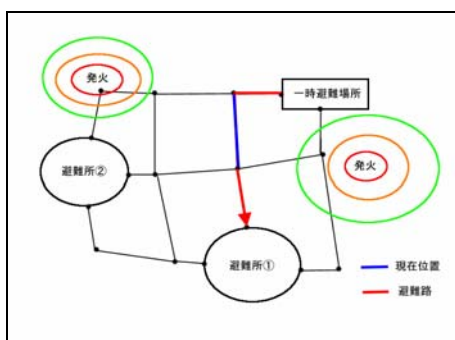 発火
一時避難場所
発火
避難所②
避難所①
現在位置
避難路